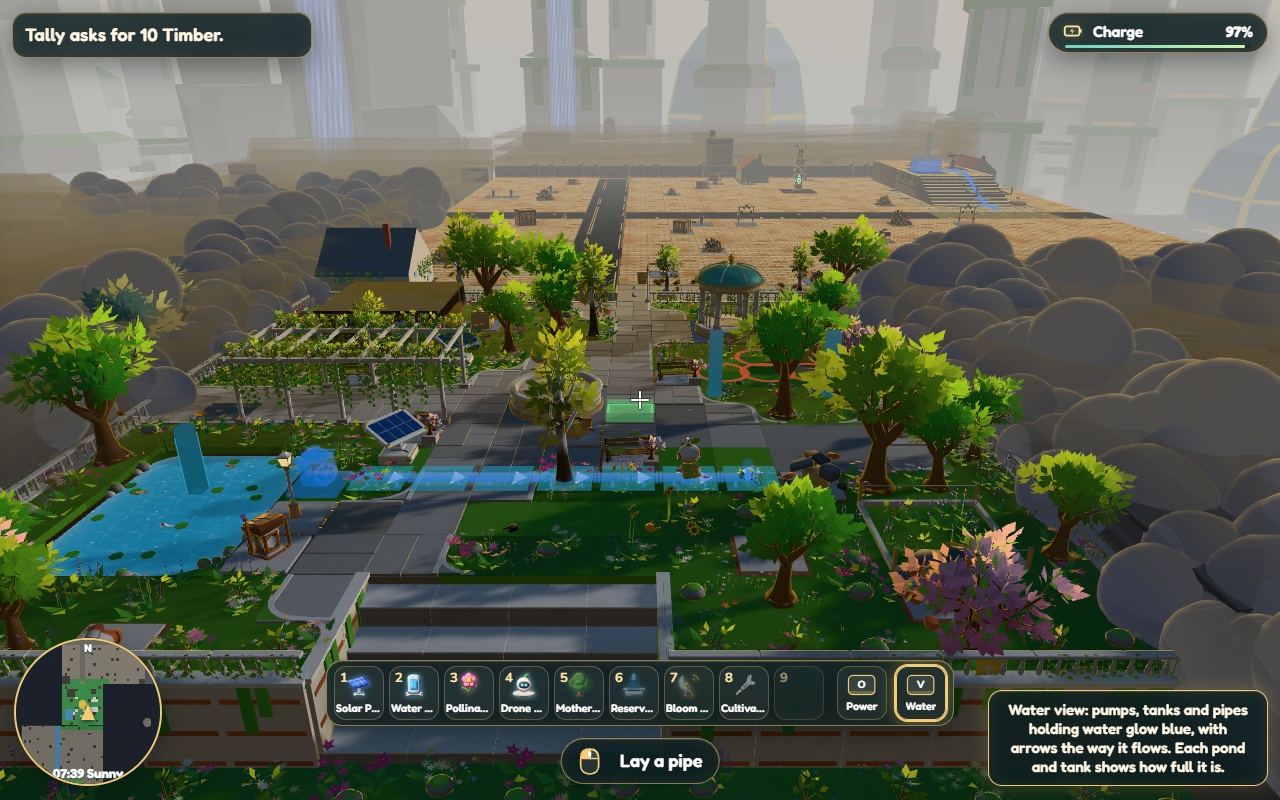 Tally asks for 10 Timber.
Charge 97%
N
07:39 Sunny
1 2 3 4 5 6 7 8 9 O V
Solar P... Water ... Pollina... Drone ... Mother... Reserv... Bloom ... Cultiva... Power Water
Lay a pipe
Water view: pumps, tanks and pipes
holding water glow blue, with
arrows the way it flows. Each pond
and tank shows how full it is.